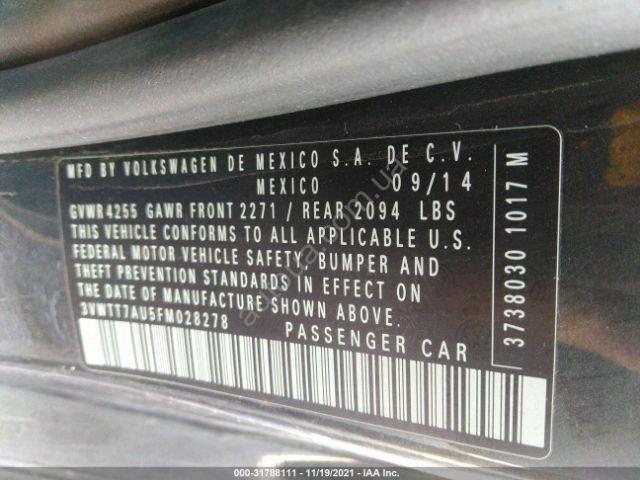 MFD BY VOLKSWAGEN DE MEXICO S.A. DE C.V.
MEXICO 09/14
GVWR 4255 GAWR FRONT 2271 / REAR 2094 LBS
THIS VEHICLE CONFORMS TO ALL APPLICABLE U.S.
FEDERAL MOTOR VEHICLE SAFETY, BUMPER AND
THEFT PREVENTION STANDARDS IN EFFECT ON
THE DATE OF MANUFACTURE SHOWN ABOVE.
3VWTT7AU5FM028278
PASSENGER CAR
3738030 1017 M
000-31788111 - 11/19/2021 - IAA Inc.